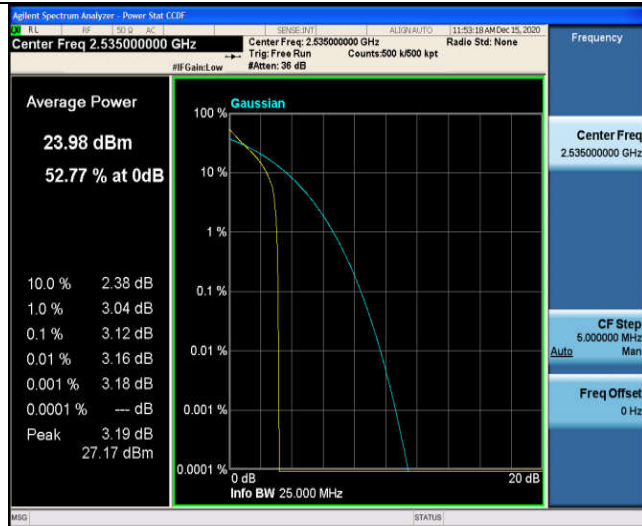 Agilent Spectrum Analyzer - Power Stat CCDF
RL RF 50 Ω AC SENSE:INT ALIGN AUTO 11:53:18 AM Dec 15, 2020
Center Freq 2.535000000 GHz
Center Freq: 2.535000000 GHz Radio Std: None
Trig: Free Run Counts:500 k/500 kpt
#IFGain:Low #Atten: 36 dB
Frequency
Average Power
23.98 dBm
52.77 % at 0dB
10.0 % 2.38 dB
1.0 % 3.04 dB
0.1 % 3.12 dB
0.01 % 3.16 dB
0.001 % 3.18 dB
0.0001 % --- dB
Peak 3.19 dB
27.17 dBm
Gaussian
100 %
10 %
1 %
0.1 %
0.01 %
0.001 %
0.0001 %
0 dB 20 dB
Info BW 25.000 MHz
Center Freq
2.535000000 GHz
CF Step
5.000000 MHz
Auto Man
Freq Offset
0 Hz
MSG STATUS